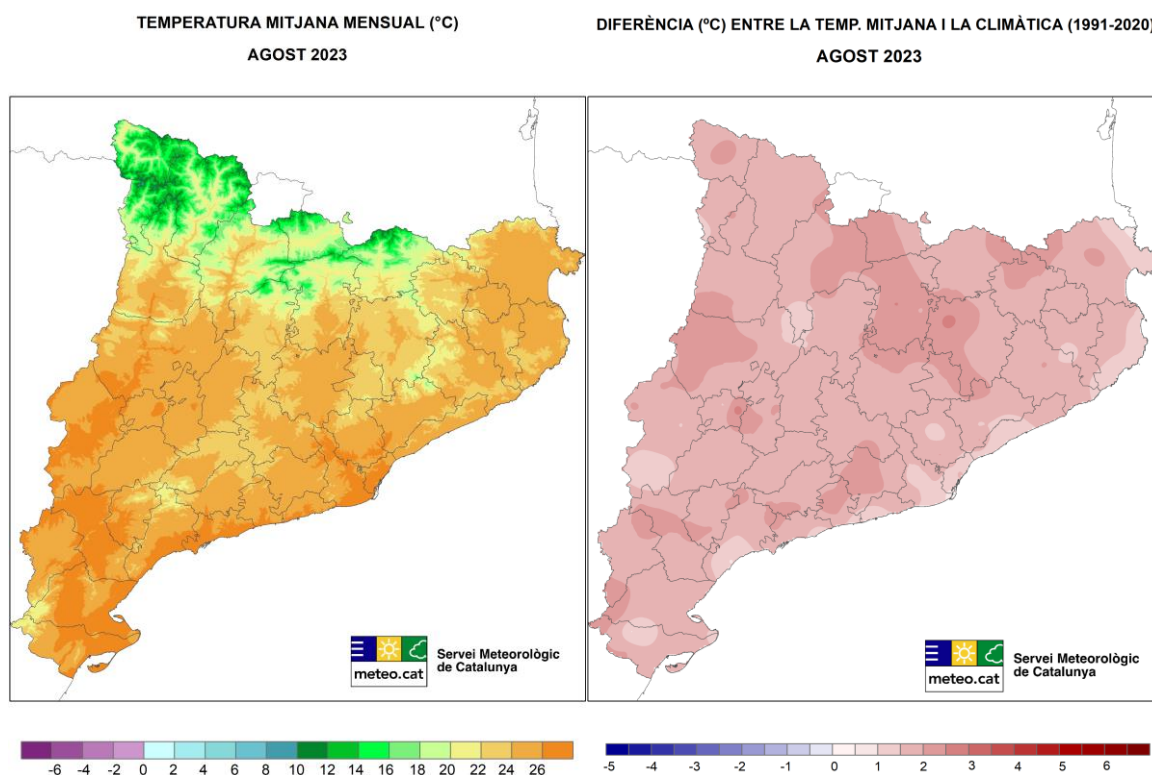 TEMPERATURA MITJANA MENSUAL (°C)
AGOST 2023
DIFERÈNCIA (ºC) ENTRE LA TEMP. MITJANA I LA CLIMÀTICA (1991-2020)
AGOST 2023
meteo.cat
Servei Meteorològic
de Catalunya
meteo.cat
Servei Meteorològic
de Catalunya
-6 -4 -2 0 2 4 6 8 10 12 14 16 18 20 22 24 26
-5 -4 -3 -2 -1 0 1 2 3 4 5 6